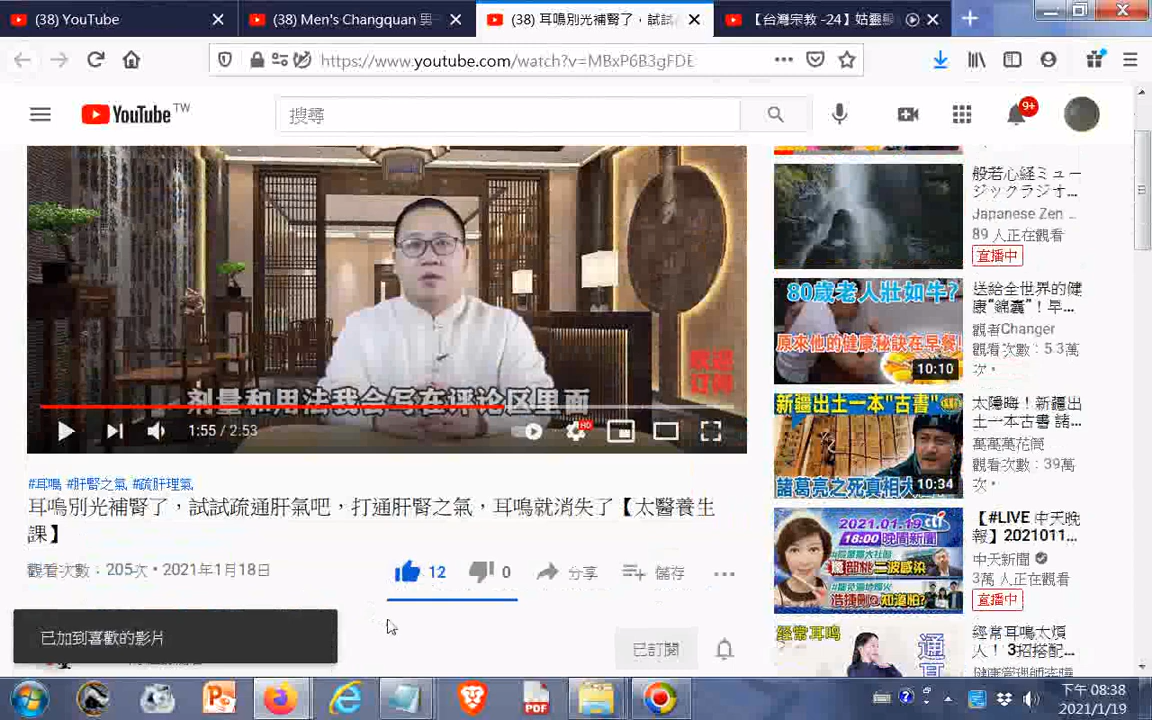 (38) YouTube
(38) Men's Changquan 男
(38) 耳鳴別光補腎了，試試
【台灣宗教 -24】姑靈
https://www.youtube.com/watch?v=MBxP6B3gFDE
YouTube TW
搜尋
9+
剂量和用法我会写在评论区里面
1:55 / 2:53
HD
#耳鳴 #肝腎之氣 #疏肝理氣
耳鳴別光補腎了，試試疏通肝氣吧，打通肝腎之氣，耳鳴就消失了【太醫養生
課】
觀看次數：205次 • 2021年1月18日
12
0
分享
儲存
已加到喜歡的影片
已訂閱
般若心経ミュー
ジックラジオ...
Japanese Zen ...
89 人正在觀看
直播中
80歲老人壯如牛?
原來他的健康秘訣在早餐!
10:10
送給全世界的健
康“錦囊”！早...
觀者Changer
觀看次數：5.3萬
次 •
新疆出土一本"古書"
諸葛亮之死真相大
10:34
太隱晦！新疆出
土一本古書 諸...
萬萬萬花筒
觀看次數：39萬
次 •
2021.01.19 cti
18:00 晚間新聞
【#LIVE 中天晚
報】2021011...
中天新聞
3萬 人正在觀看
直播中
經常耳鳴
通
耳
經常耳鳴太煩
人！ 3招搭配...
PDF
下午 08:38
2021/1/19